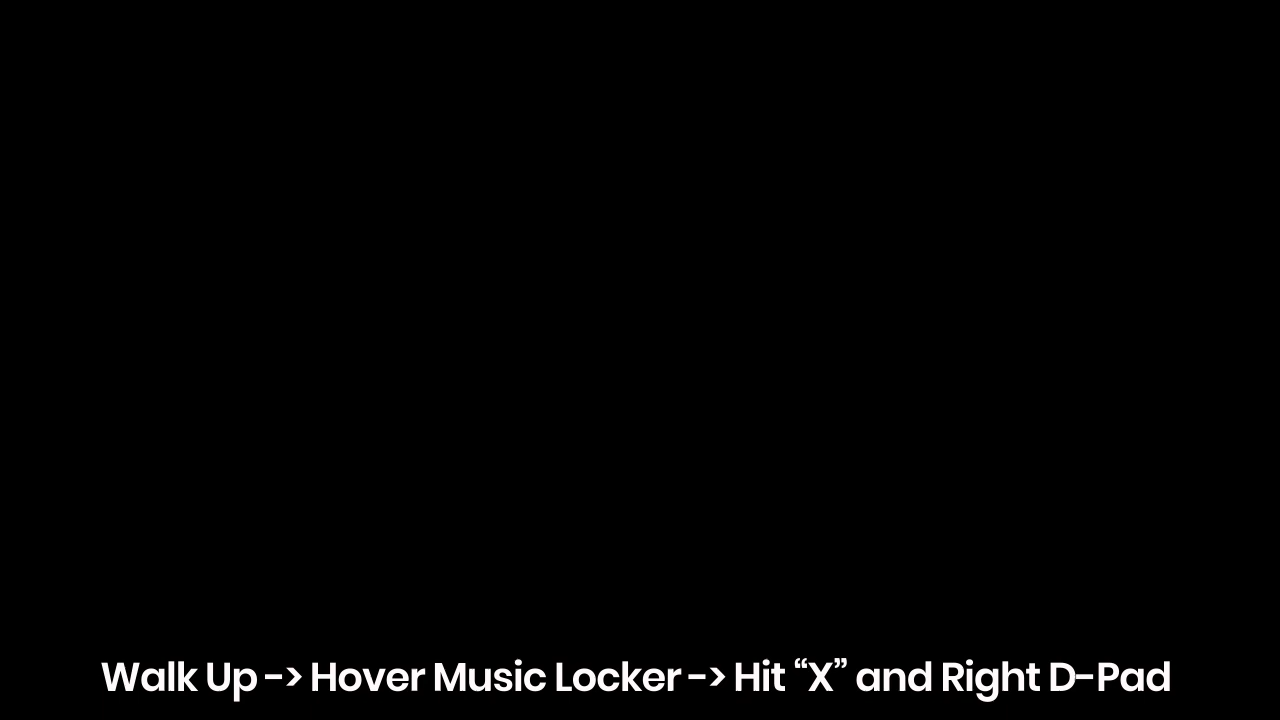 Walk Up -> Hover Music Locker -> Hit “X” and Right D-Pad